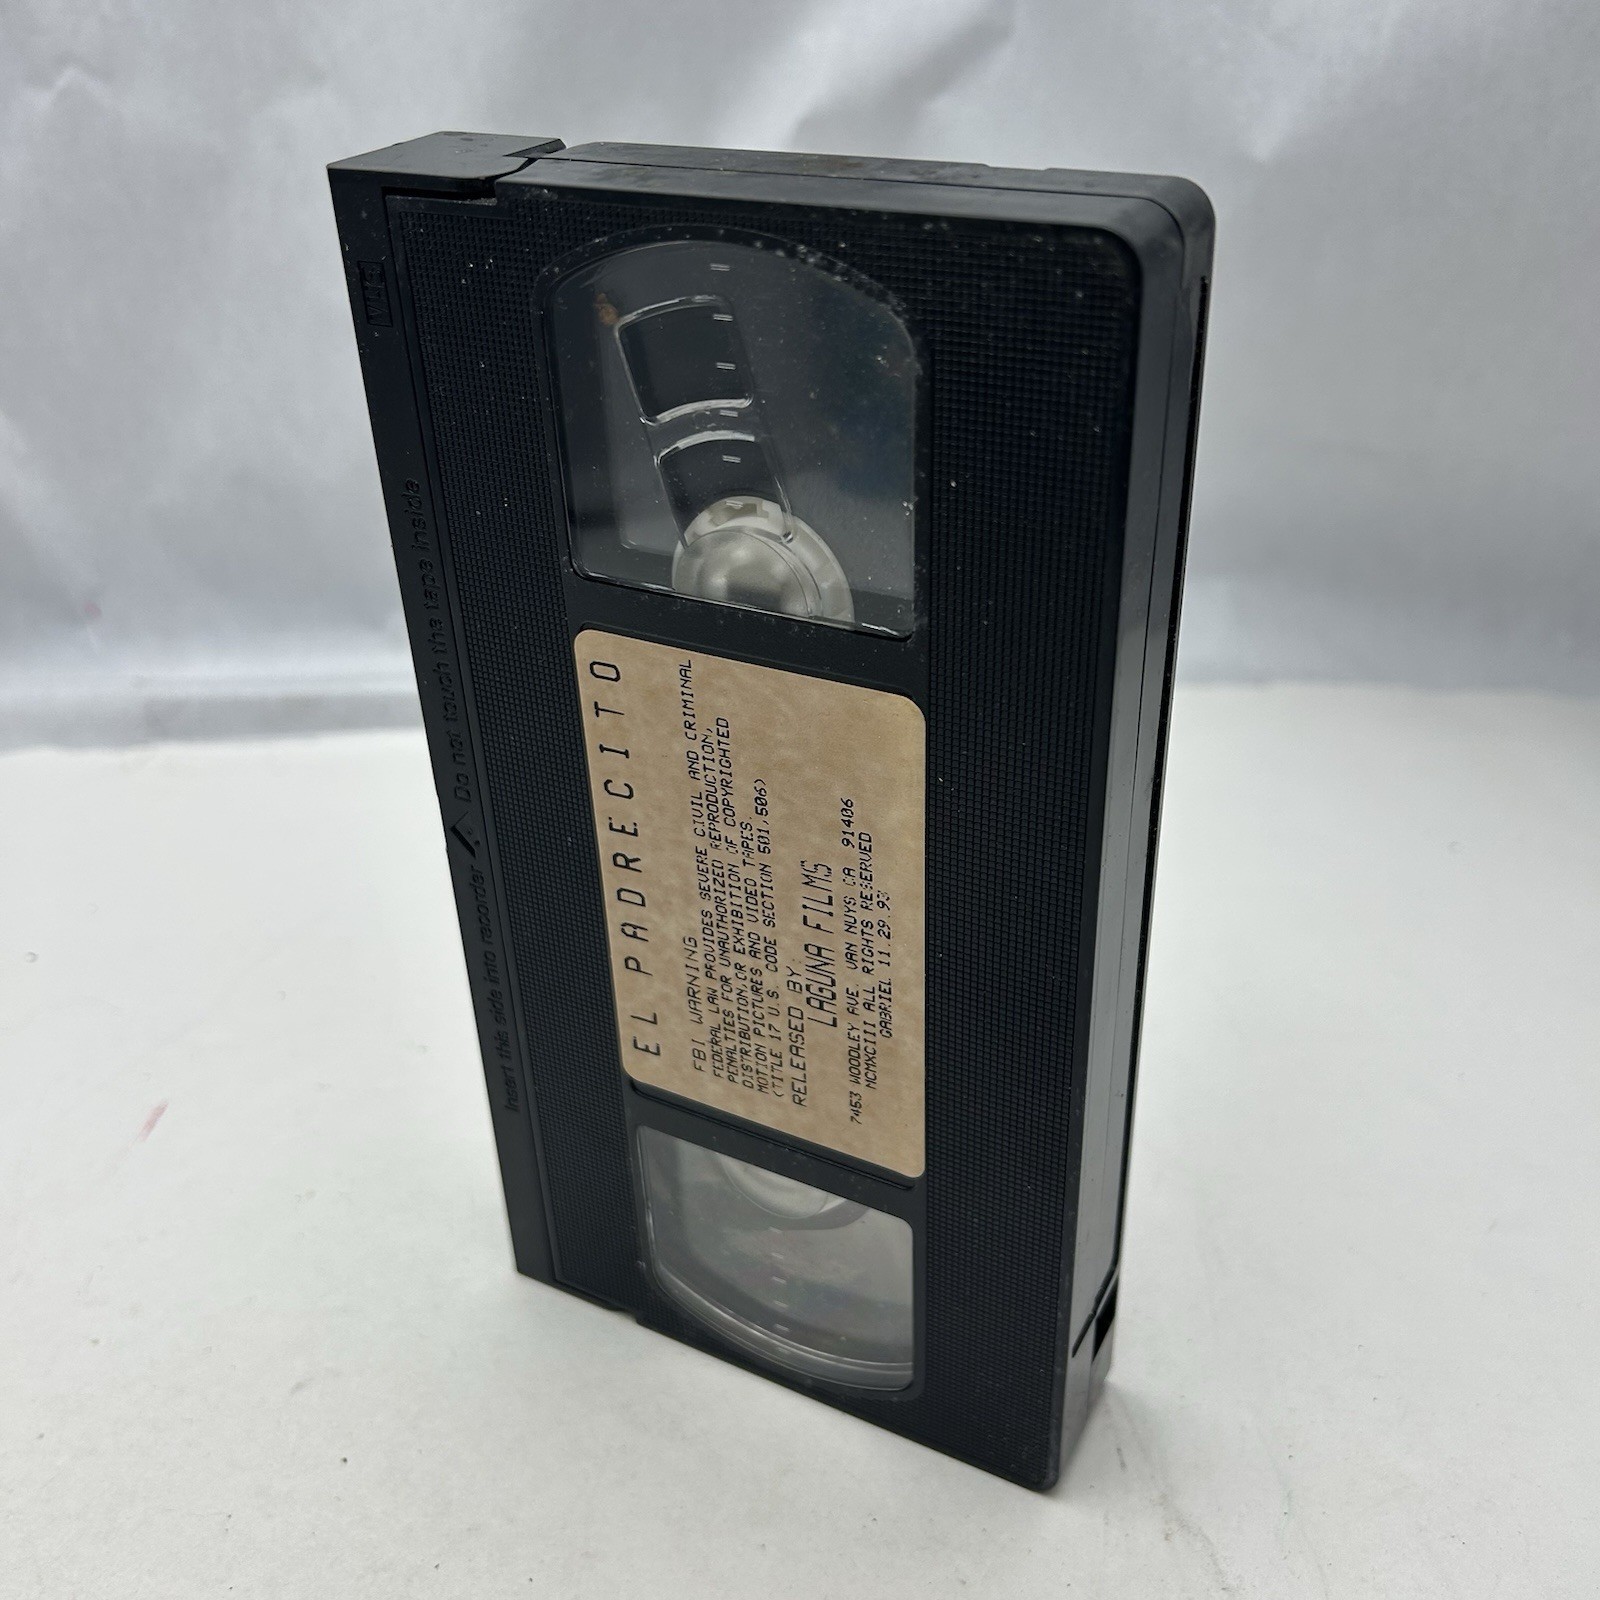 EL PADRECITO
FBI WARNING
FEDERAL LAW PROVIDES SEVERE CIVIL AND CRIMINAL
PENALTIES FOR UNAUTHORIZED REPRODUCTION,
DISTRIBUTION,OR EXHIBITION OF COPYRIGHTED
MOTION PICTURES AND VIDEO TAPES.
(TITLE 17 U.S. CODE SECTION 501,506)
RELEASED BY:
LAGUNA FILMS
7453 WOODLEY AVE. VAN NUYS CA 91406
MCMXCIII ALL RIGHTS RESERVED
GABRIEL 11.29.93
Insert this side into recorder Do not touch the tape inside
VHS